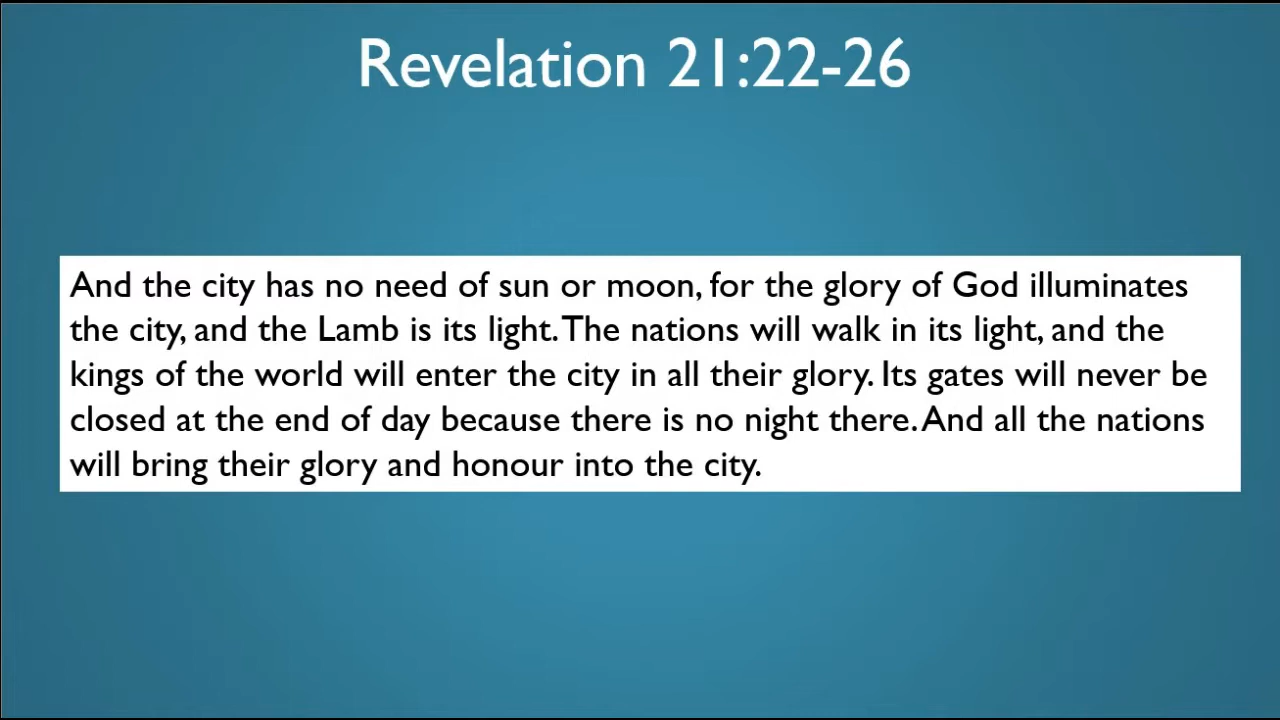 Revelation 21:22-26
And the city has no need of sun or moon, for the glory of God illuminates
the city, and the Lamb is its light. The nations will walk in its light, and the
kings of the world will enter the city in all their glory. Its gates will never be
closed at the end of day because there is no night there. And all the nations
will bring their glory and honour into the city.